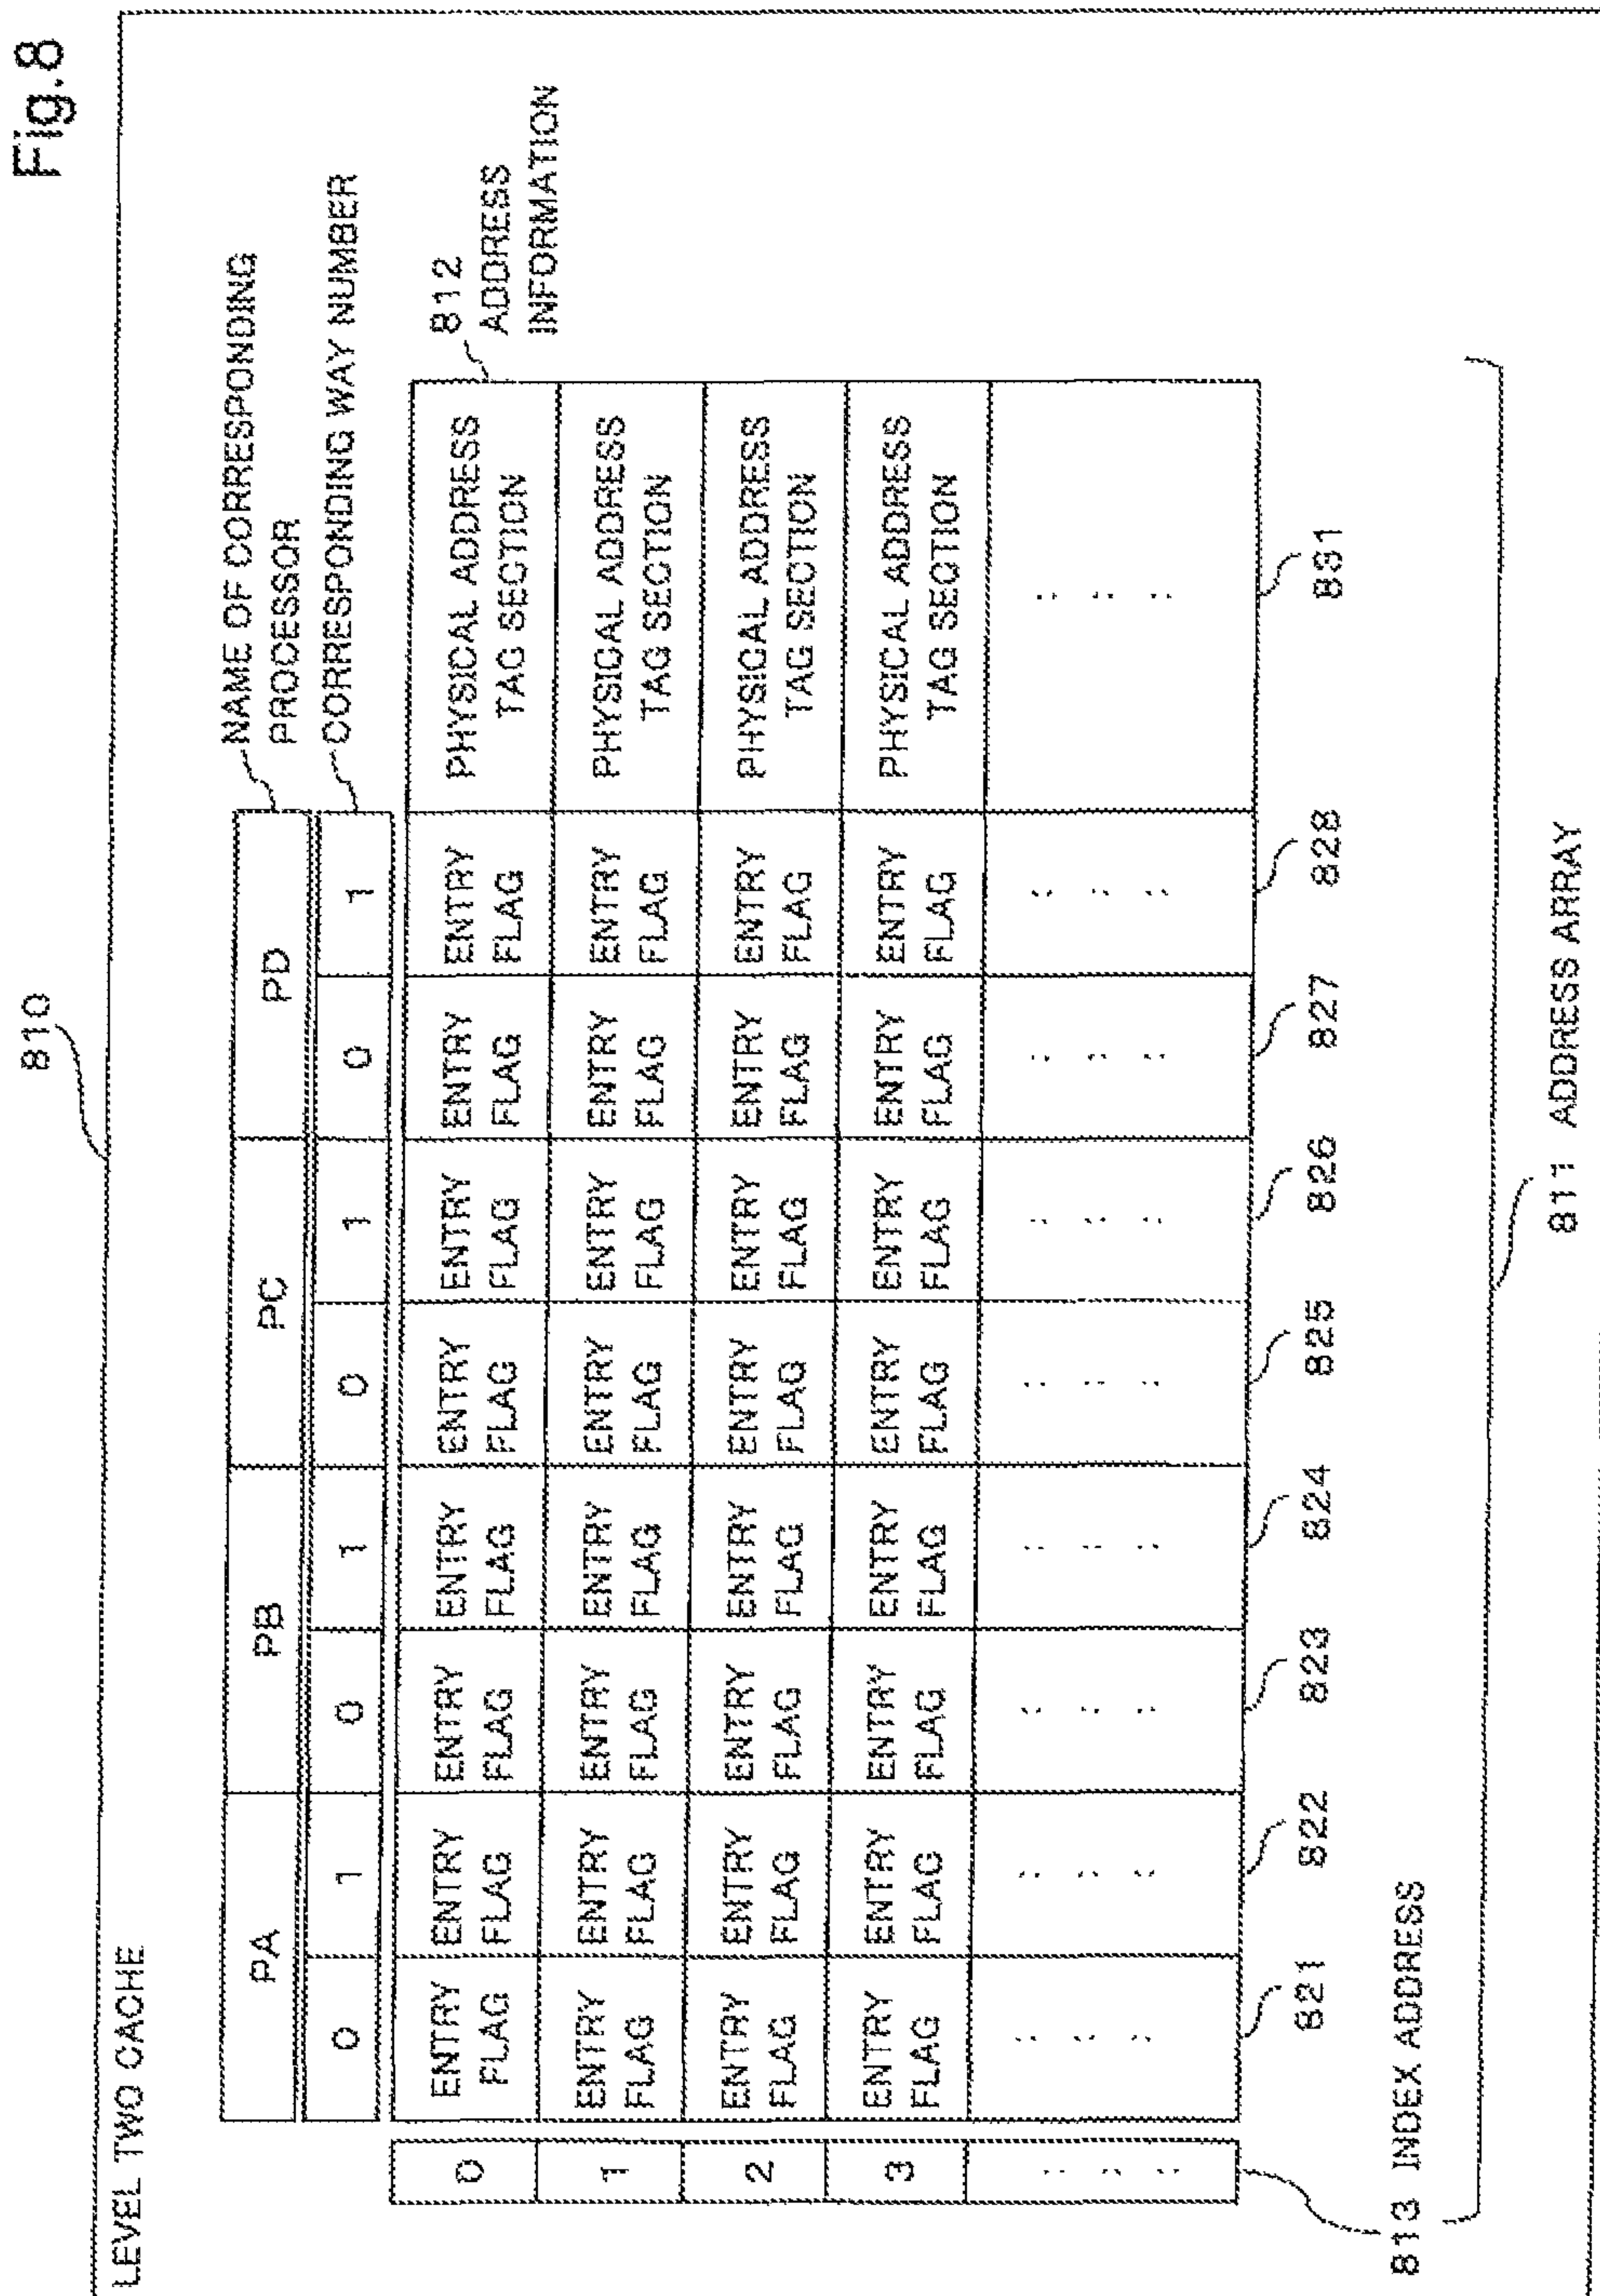 Fig.8
810
LEVEL TWO CACHE
NAME OF CORRESPONDING
PROCESSOR
CORRESPONDING WAY NUMBER
PA PB PC PD
0 1 0 1 0 1 0 1
812
ADDRESS
INFORMATION
0 ENTRY ENTRY ENTRY ENTRY ENTRY ENTRY ENTRY ENTRY PHYSICAL ADDRESS
FLAG FLAG FLAG FLAG FLAG FLAG FLAG FLAG TAG SECTION
1 ENTRY ENTRY ENTRY ENTRY ENTRY ENTRY ENTRY ENTRY PHYSICAL ADDRESS
FLAG FLAG FLAG FLAG FLAG FLAG FLAG FLAG TAG SECTION
2 ENTRY ENTRY ENTRY ENTRY ENTRY ENTRY ENTRY ENTRY PHYSICAL ADDRESS
FLAG FLAG FLAG FLAG FLAG FLAG FLAG FLAG TAG SECTION
3 ENTRY ENTRY ENTRY ENTRY ENTRY ENTRY ENTRY ENTRY PHYSICAL ADDRESS
FLAG FLAG FLAG FLAG FLAG FLAG FLAG FLAG TAG SECTION
... ... ... ... ... ... ... ... ... ...
821 822 823 824 825 826 827 828 831
813 INDEX ADDRESS
811 ADDRESS ARRAY